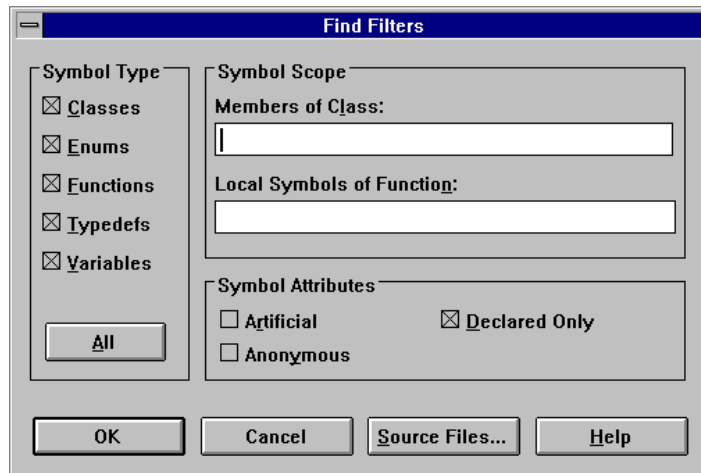 Find Filters
Symbol Type
Classes
Enums
Functions
Typedefs
Variables
All
Symbol Scope
Members of Class:
Local Symbols of Function:
Symbol Attributes
Artificial
Declared Only
Anonymous
OK
Cancel
Source Files...
Help